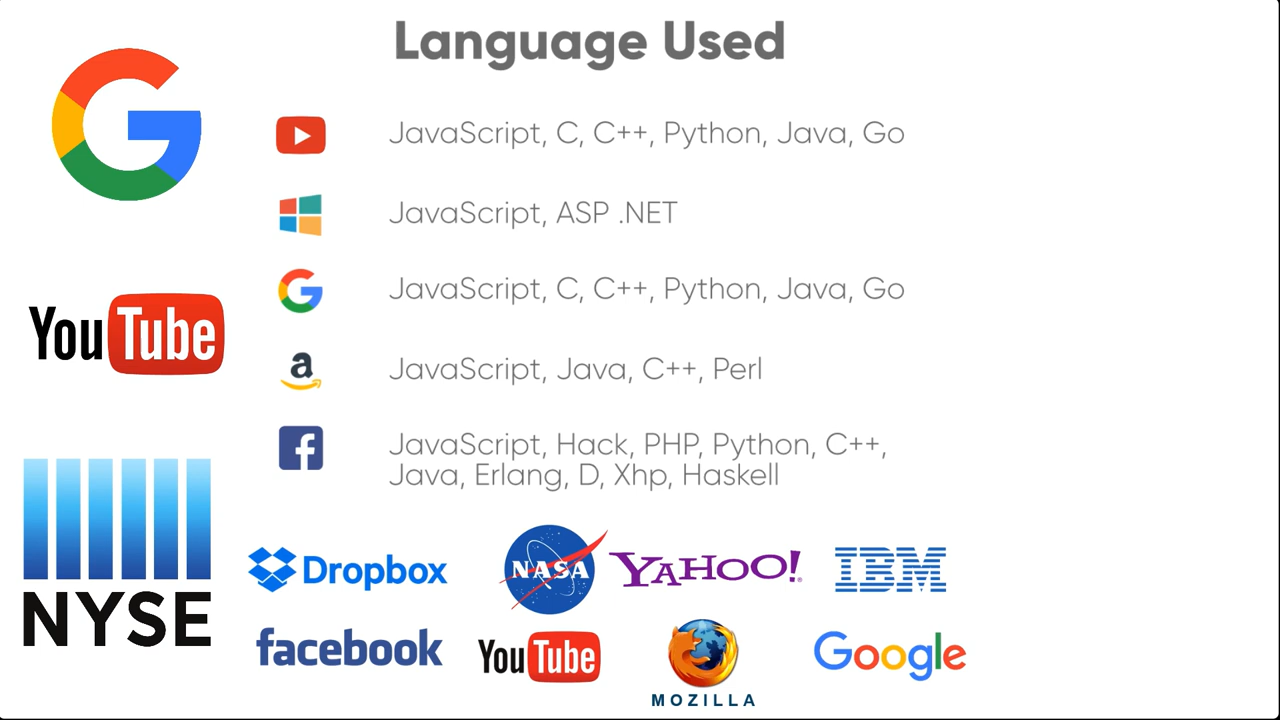 Language Used
JavaScript, C, C++, Python, Java, Go
JavaScript, ASP .NET
JavaScript, C, C++, Python, Java, Go
a
JavaScript, Java, C++, Perl
f
JavaScript, Hack, PHP, Python, C++,
Java, Erlang, D, Xhp, Haskell
G
YouTube
NYSE
Dropbox
NASA
YAHOO!
IBM
facebook
YouTube
MOZILLA
Google